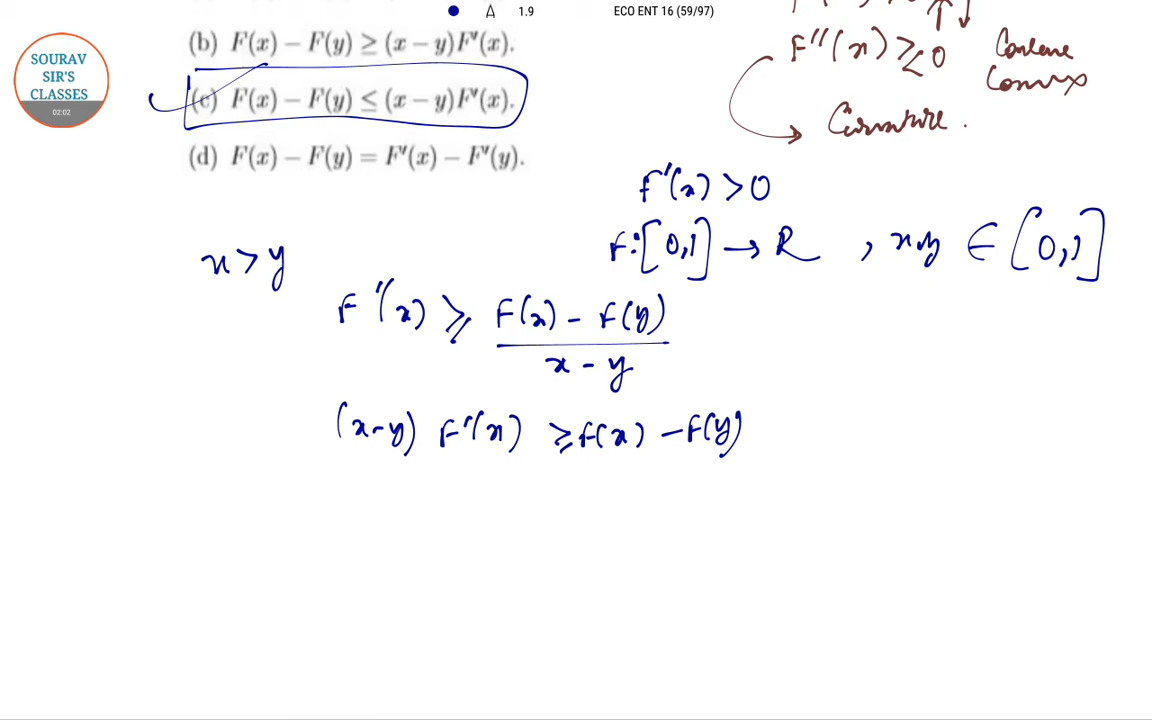 1.9 ECO ENT 16 (59/97)
SOURAV
SIR'S
CLASSES
02:02
(b) F(x) − F(y) ≥ (x − y)F′(x).
(c) F(x) − F(y) ≤ (x − y)F′(x).
(d) F(x) − F(y) = F′(x) − F′(y).
F″(x) ≥ ≤ 0
Concave
Convex
Curvature.
f′(x) > 0
f:[0,1] → R , x,y ∈ [0,1]
x > y
F′(x) ≥ F(x) − F(y)
x − y
(x−y) F′(x) ≥ f(x) − F(y)